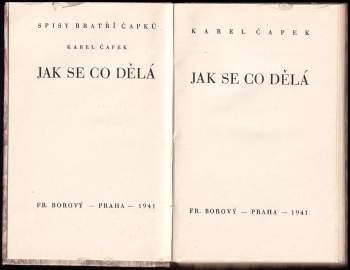 SPISY BRATŘÍ ČAPKŮ
KAREL ČAPEK
JAK SE CO DĚLÁ
FR. BOROVÝ — PRAHA — 1941
KAREL ČAPEK
JAK SE CO DĚLÁ
FR. BOROVÝ — PRAHA — 1941